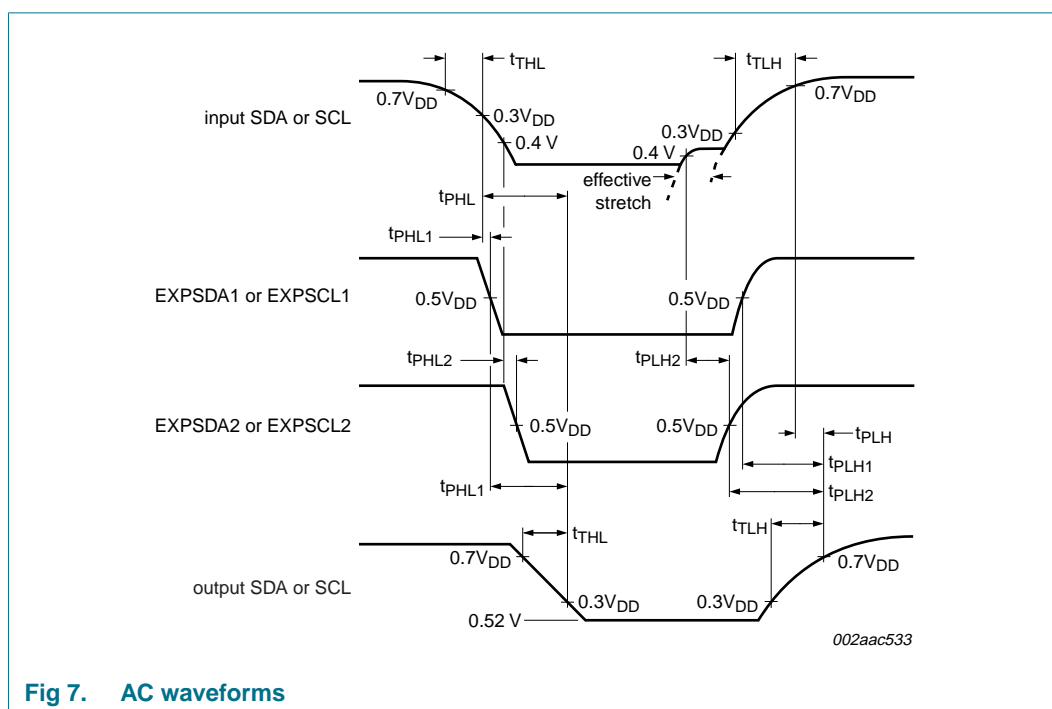 tTHL
tTLH
0.7VDD
0.7VDD
input SDA or SCL
0.3VDD
0.3VDD
0.4 V
0.4 V
effective
stretch
tPHL
tPHL1
EXPSDA1 or EXPSCL1
0.5VDD
0.5VDD
tPHL2
tPLH2
EXPSDA2 or EXPSCL2
0.5VDD
0.5VDD
tPLH
tPLH1
tPHL1
tPLH2
tTHL
tTLH
0.7VDD
0.7VDD
output SDA or SCL
0.3VDD
0.3VDD
0.52 V
002aac533
Fig 7. AC waveforms